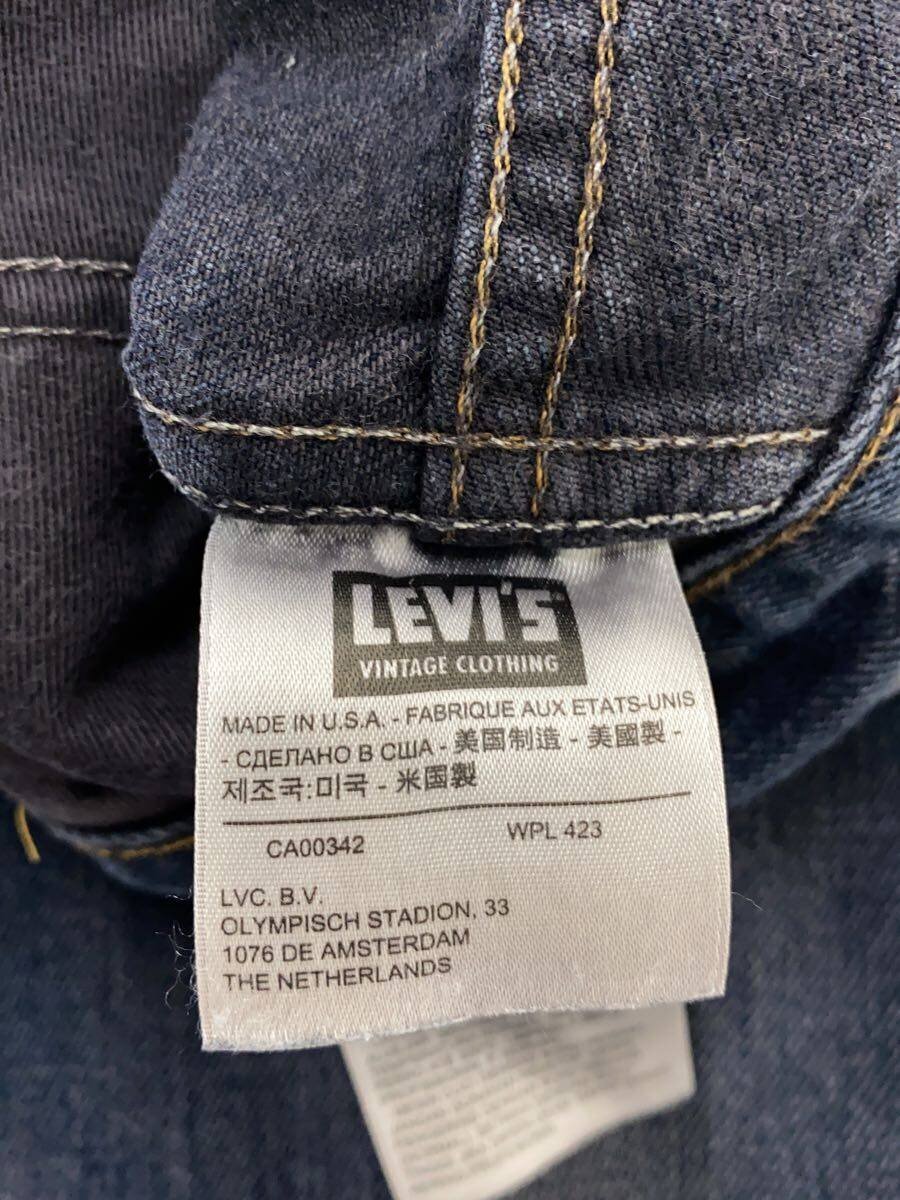 LEVI'S
VINTAGE CLOTHING
MADE IN U.S.A. - FABRIQUE AUX ETATS-UNIS
- СДЕЛАНО В США - 美国制造 - 美國製 -
제조국:미국 - 米国製
CA00342 WPL 423
LVC. B.V.
OLYMPISCH STADION, 33
1076 DE AMSTERDAM
THE NETHERLANDS